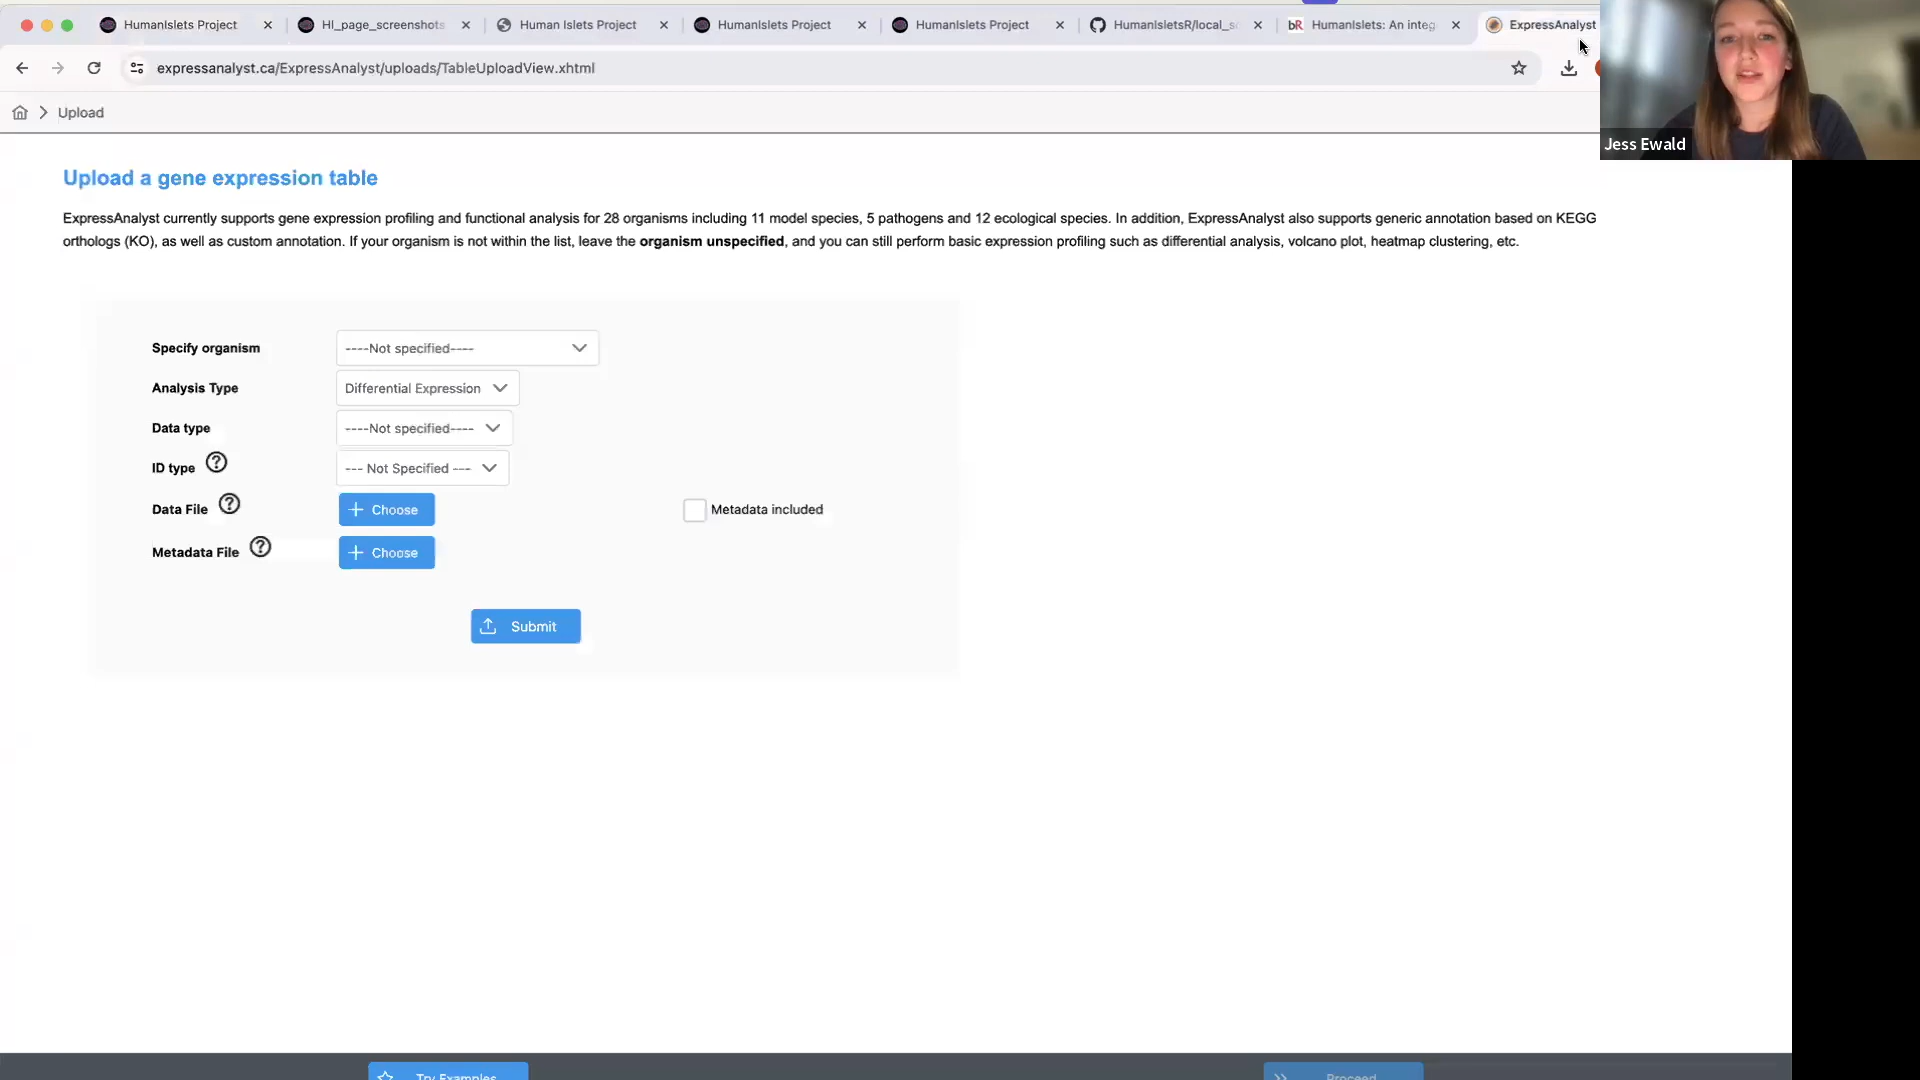 HumanIslets Project
HI_page_screenshots
Human Islets Project
HumanIslets Project
HumanIslets Project
HumanIsletsR/local_s
bR HumanIslets: An integ
ExpressAnalyst
expressanalyst.ca/ExpressAnalyst/uploads/TableUploadView.xhtml
Upload
Jess Ewald
Upload a gene expression table
ExpressAnalyst currently supports gene expression profiling and functional analysis for 28 organisms including 11 model species, 5 pathogens and 12 ecological species. In addition, ExpressAnalyst also supports generic annotation based on KEGG
orthologs (KO), as well as custom annotation. If your organism is not within the list, leave the organism unspecified, and you can still perform basic expression profiling such as differential analysis, volcano plot, heatmap clustering, etc.
Specify organism ----Not specified----
Analysis Type Differential Expression
Data type ----Not specified----
ID type ? --- Not Specified ---
Data File ? + Choose Metadata included
Metadata File ? + Choose
Submit
Try Examples
Proceed